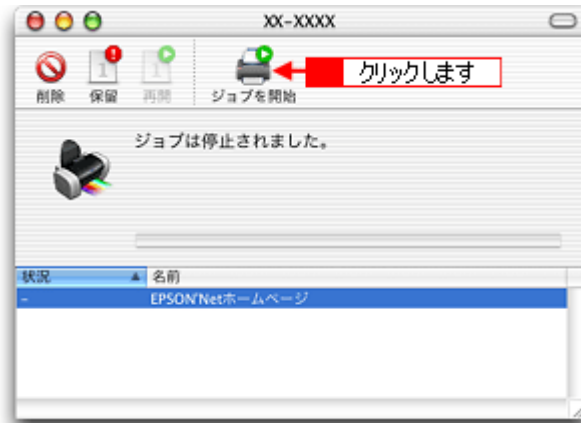 XX-XXXX
削除 保留 再開 ジョブを開始
クリックします
ジョブは停止されました。
状況 名前
- EPSON'Netホームページ